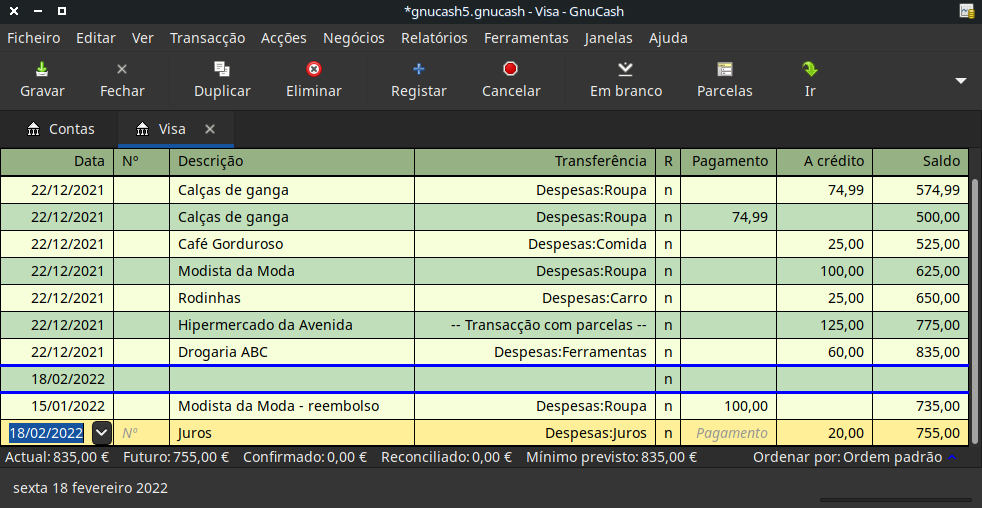 *gnucash5.gnucash - Visa - GnuCash
Ficheiro Editar Ver Transacção Acções Negócios Relatórios Ferramentas Janelas Ajuda
Gravar Fechar Duplicar Eliminar Registar Cancelar Em branco Parcelas Ir
Contas Visa
Data Nº Descrição Transferência R Pagamento A crédito Saldo
22/12/2021 Calças de ganga Despesas:Roupa n 74,99 574,99
22/12/2021 Calças de ganga Despesas:Roupa n 74,99 500,00
22/12/2021 Café Gorduroso Despesas:Comida n 25,00 525,00
22/12/2021 Modista da Moda Despesas:Roupa n 100,00 625,00
22/12/2021 Rodinhas Despesas:Carro n 25,00 650,00
22/12/2021 Hipermercado da Avenida -- Transacção com parcelas -- n 125,00 775,00
22/12/2021 Drogaria ABC Despesas:Ferramentas n 60,00 835,00
18/02/2022 n
15/01/2022 Modista da Moda - reembolso Despesas:Roupa n 100,00 735,00
18/02/2022 Nº Juros Despesas:Juros n Pagamento 20,00 755,00
Actual: 835,00 € Futuro: 755,00 € Confirmado: 0,00 € Reconciliado: 0,00 € Mínimo previsto: 835,00 € Ordenar por: Ordem padrão
sexta 18 fevereiro 2022